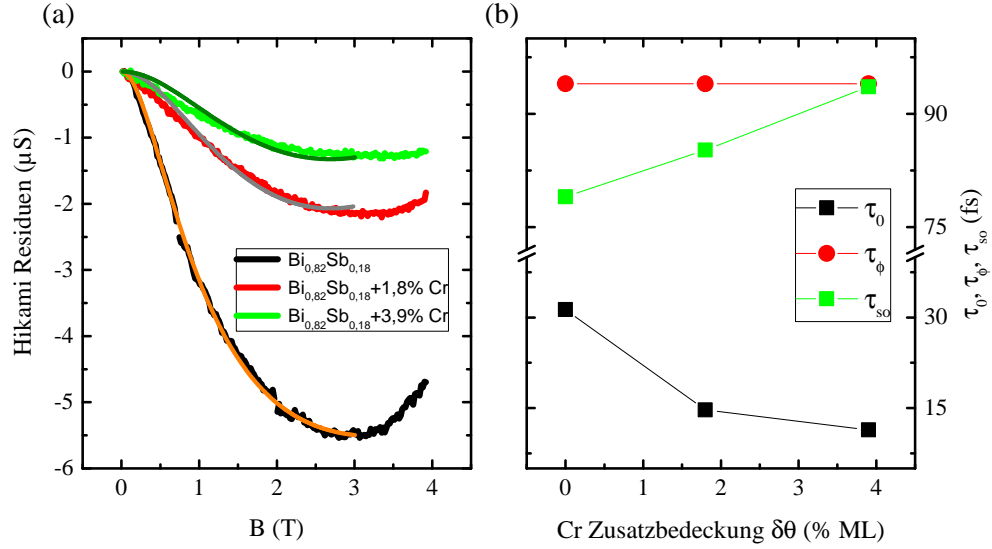 (a)
(b)
Hikami Residuen (µS)
0
-1
-2
-3
-4
-5
-6
Bi0,82Sb0,18
Bi0,82Sb0,18+1,8% Cr
Bi0,82Sb0,18+3,9% Cr
0 1 2 3 4
B (T)
τ0
τϕ
τso
90
75
30
15
τ0, τϕ, τso (fs)
0 1 2 3 4
Cr Zusatzbedeckung δθ (% ML)